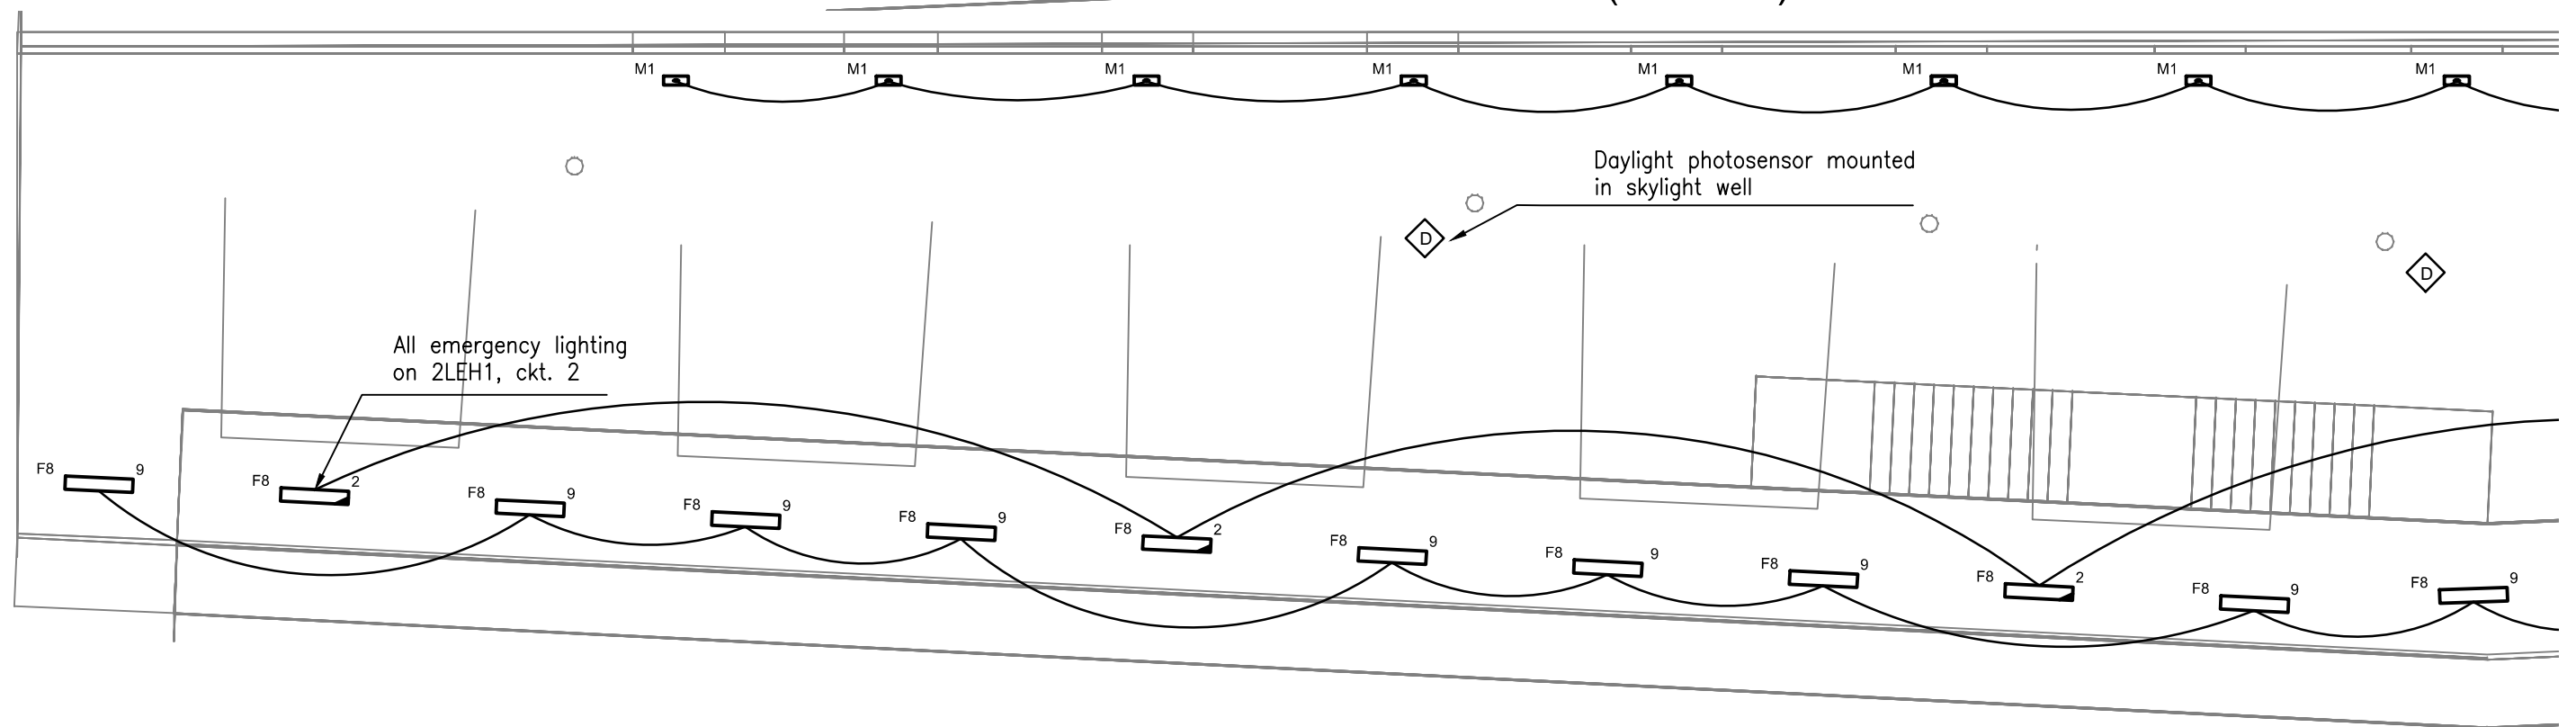 M1 M1 M1 M1 M1 M1 M1 M1
Daylight photosensor mounted
in skylight well
D
D
All emergency lighting
on 2LEH1, ckt. 2
F8 9
F8 2
F8 9
F8 9
F8 9
F8 2
F8 9
F8 9
F8 9
F8 2
F8 9
F8 9